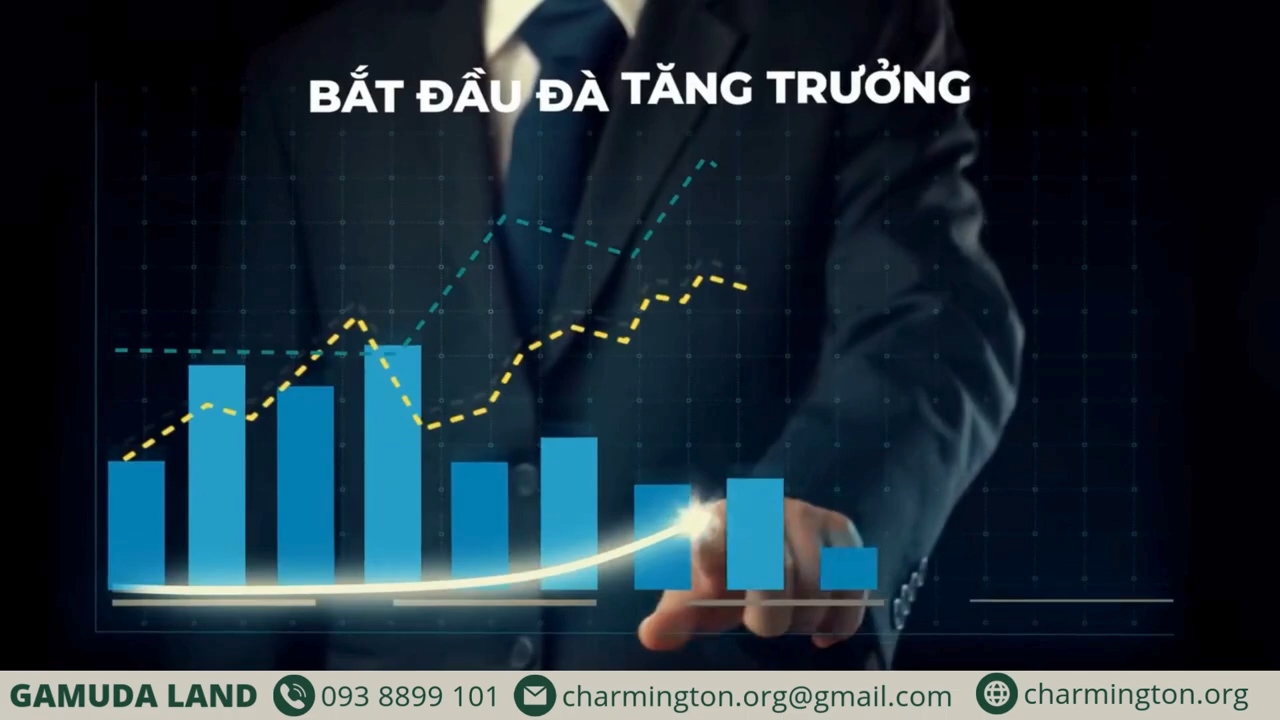 BẮT ĐẦU ĐÀ TĂNG TRƯỞNG
GAMUDA LAND 093 8899 101 charmington.org@gmail.com charmington.org